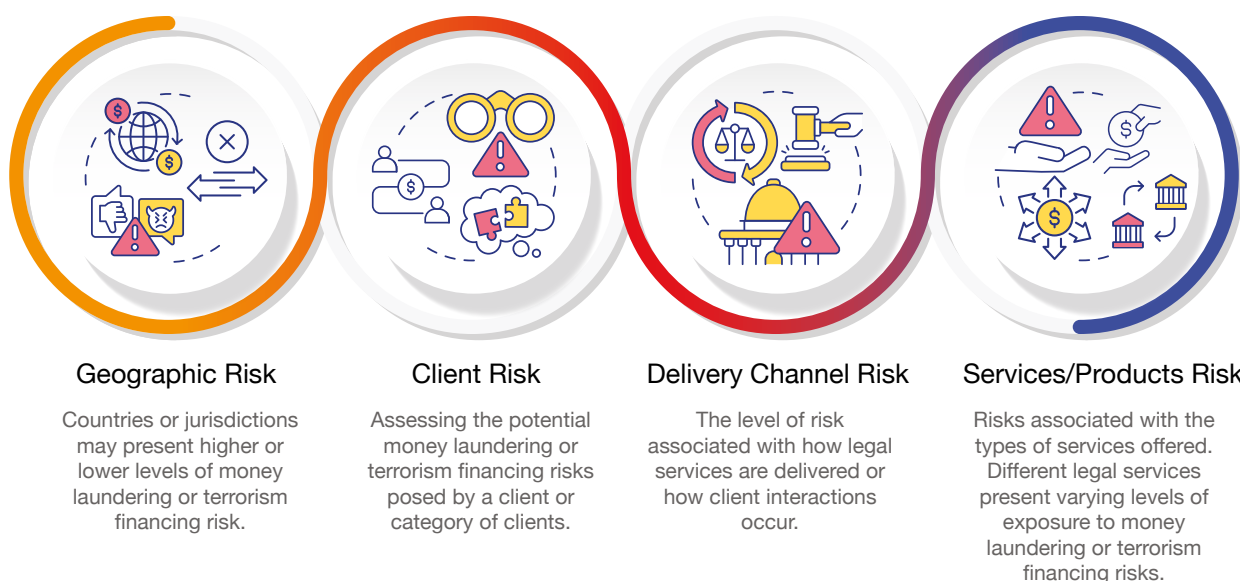 Geographic Risk
Countries or jurisdictions
may present higher or
lower levels of money
laundering or terrorism
financing risk.
Client Risk
Assessing the potential
money laundering or
terrorism financing risks
posed by a client or
category of clients.
Delivery Channel Risk
The level of risk
associated with how legal
services are delivered or
how client interactions
occur.
Services/Products Risk
Risks associated with the
types of services offered.
Different legal services
present varying levels of
exposure to money
laundering or terrorism
financing risks.